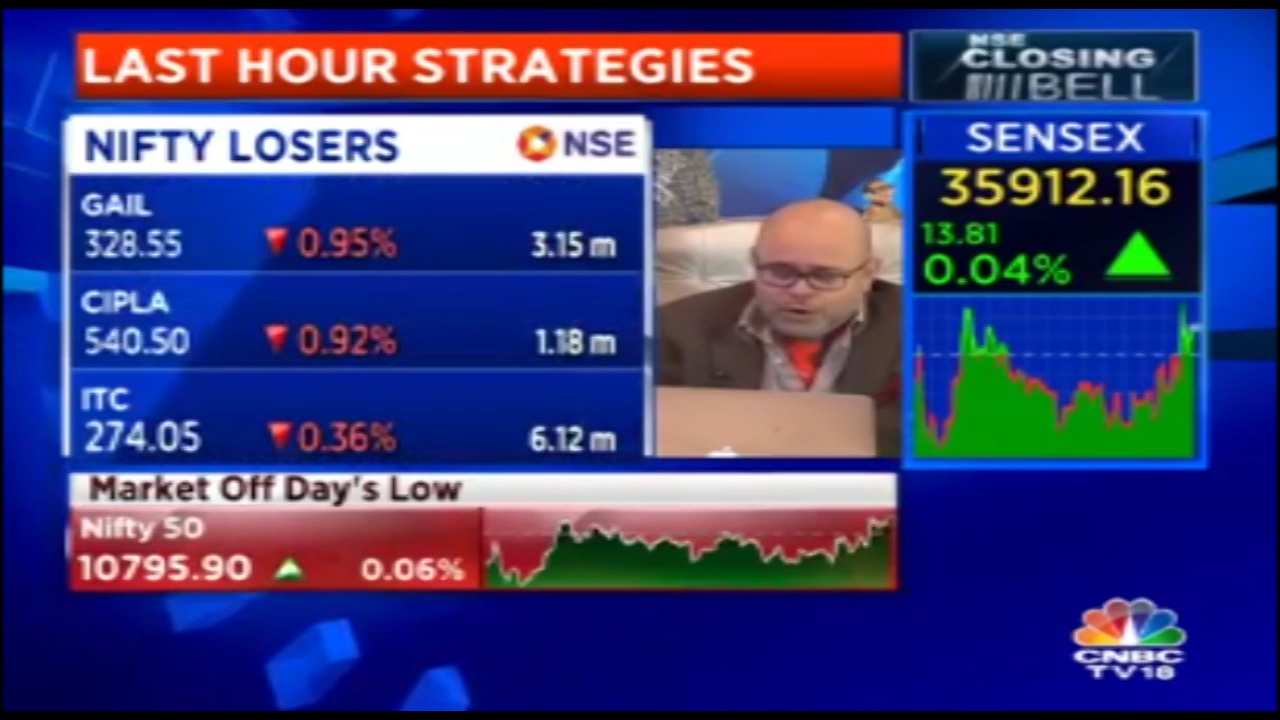 LAST HOUR STRATEGIES
NSE
CLOSING
BELL
NIFTY LOSERS
NSE
GAIL
328.55 ▼ 0.95% 3.15 m
CIPLA
540.50 ▼ 0.92% 1.18 m
ITC
274.05 ▼ 0.36% 6.12 m
SENSEX
35912.16
13.81
0.04% ▲
Market Off Day's Low
Nifty 50
10795.90 ▲ 0.06%
CNBC
TV18